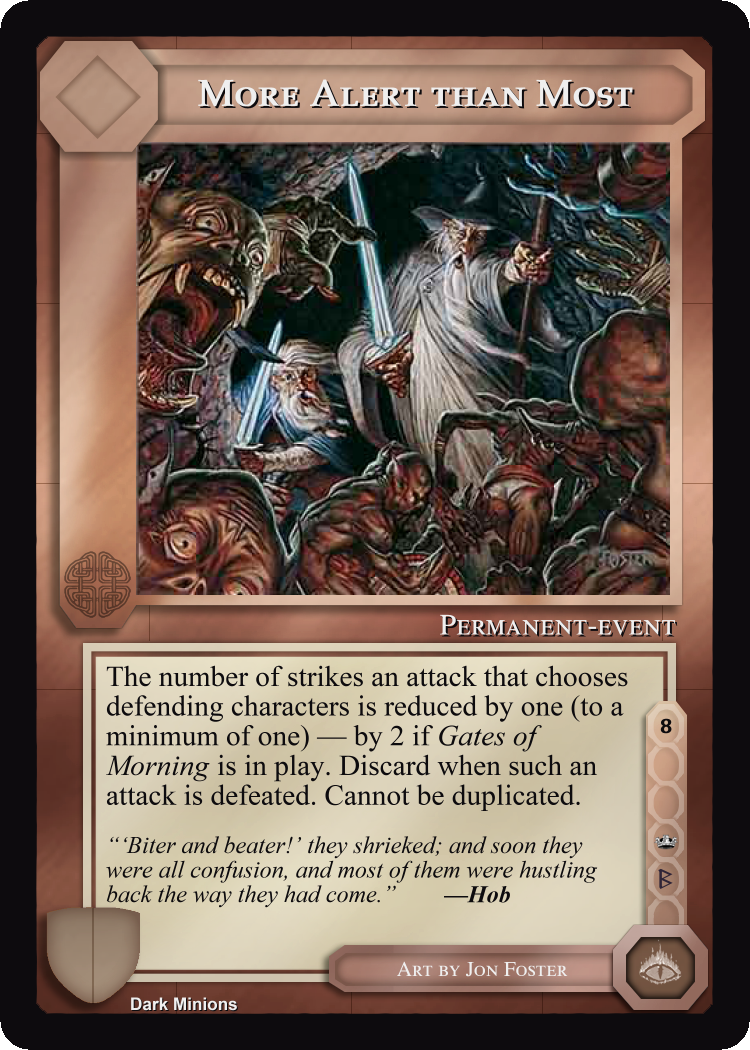 More Alert than Most
FOSTER
Permanent-event
The number of strikes an attack that chooses
defending characters is reduced by one (to a
minimum of one) — by 2 if Gates of
Morning is in play. Discard when such an
attack is defeated. Cannot be duplicated.
8
“‘Biter and beater!’ they shrieked; and soon they
were all confusion, and most of them were hustling
back the way they had come.” —Hob
Art by Jon Foster
Dark Minions